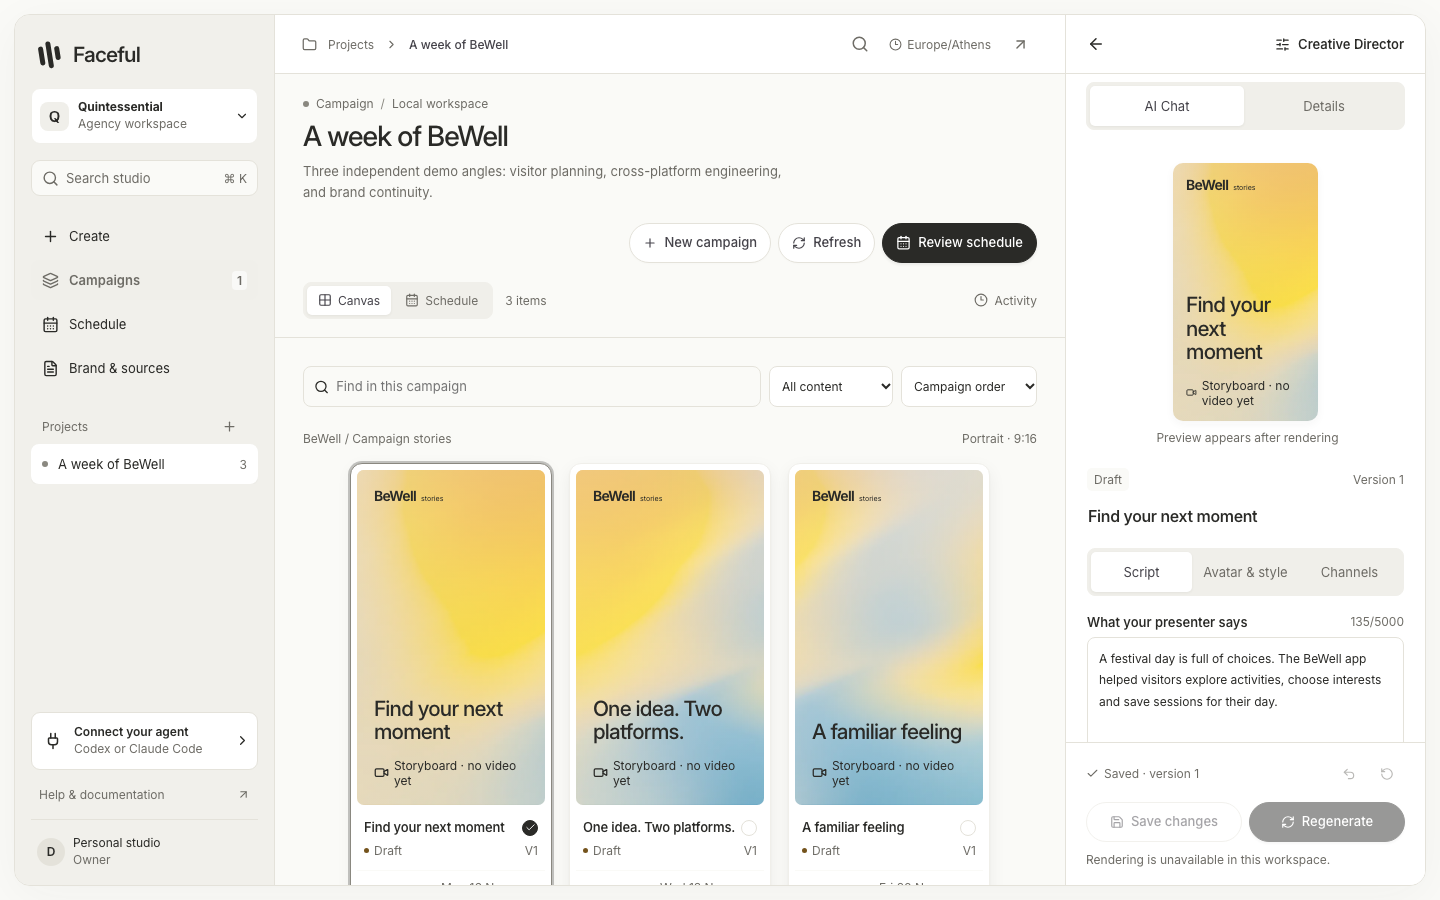 Faceful
Q
Quintessential
Agency workspace
Search studio
⌘ K
Create
Campaigns
1
Schedule
Brand & sources
Projects
A week of BeWell
3
Connect your agent
Codex or Claude Code
Help & documentation
D
Personal studio
Owner
Projects
A week of BeWell
Europe/Athens
Campaign / Local workspace
A week of BeWell
Three independent demo angles: visitor planning, cross-platform engineering,
and brand continuity.
New campaign
Refresh
Review schedule
Canvas
Schedule
3 items
Activity
Find in this campaign
All content
Campaign order
BeWell / Campaign stories
Portrait · 9:16
BeWell stories
Find your next
moment
Storyboard · no video
yet
Find your next moment
Draft
V1
BeWell stories
One idea. Two
platforms.
Storyboard · no video
yet
One idea. Two platforms.
Draft
V1
BeWell stories
A familiar feeling
Storyboard · no video
yet
A familiar feeling
Draft
V1
Creative Director
AI Chat
Details
BeWell stories
Find your
next
moment
Storyboard · no
video yet
Preview appears after rendering
Draft
Version 1
Find your next moment
Script
Avatar & style
Channels
What your presenter says
135/5000
A festival day is full of choices. The BeWell app
helped visitors explore activities, choose interests
and save sessions for their day.
Saved · version 1
Save changes
Regenerate
Rendering is unavailable in this workspace.